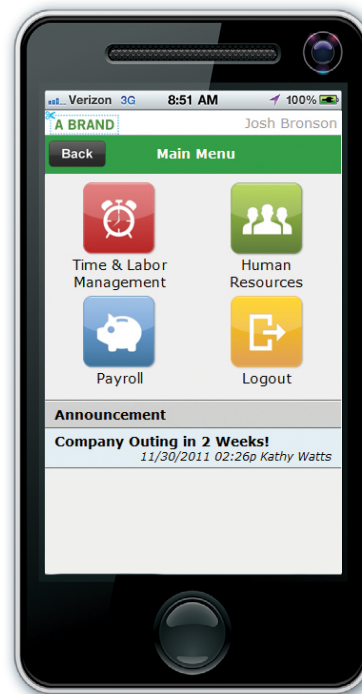 Verizon 3G 8:51 AM 100%
A BRAND Josh Bronson
Back Main Menu
Time & Labor
Management
Human
Resources
Payroll Logout
Announcement
Company Outing in 2 Weeks!
11/30/2011 02:26p Kathy Watts